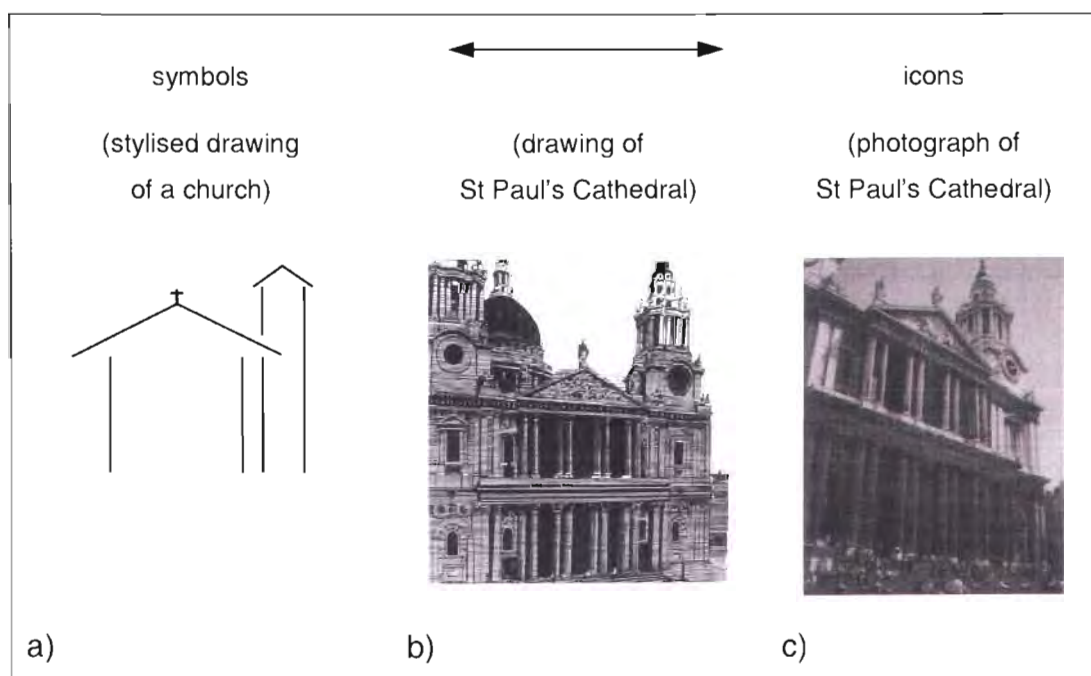 symbols
icons
(stylised drawing
of a church)
(drawing of
St Paul's Cathedral)
(photograph of
St Paul's Cathedral)
a)
b)
c)